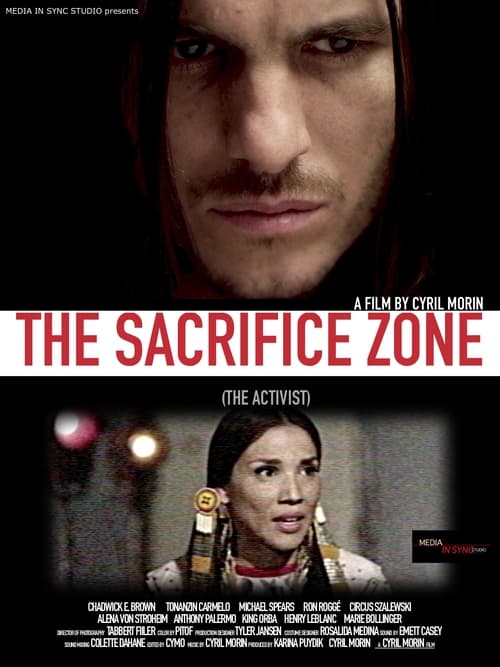 MEDIA IN SYNC STUDIO presents
A FILM BY CYRIL MORIN
THE SACRIFICE ZONE
(THE ACTIVIST)
MEDIA
IN SYNC STUDIO
CHADWICK E. BROWN TONANZIN CARMELO MICHAEL SPEARS RON ROGGÉ CIRCUS SZALEWSKI
ALENA VON STROHEIM ANTHONY PALERMO KING ORBA HENRY LEBLANC MARIE BOLLINGER
DIRECTOR OF PHOTOGRAPHY TABBERT FIILER COLOR BY PITOF PRODUCTION DESIGNER TYLER JANSEN COSTUME DESIGNER ROSALIDA MEDINA SOUND BY EMETT CASEY
SOUND MIXING COLETTE DAHANE EDITED BY CYMO MUSIC BY CYRIL MORIN PRODUCED BY KARINA PUYDIK CYRIL MORIN A CYRIL MORIN FILM